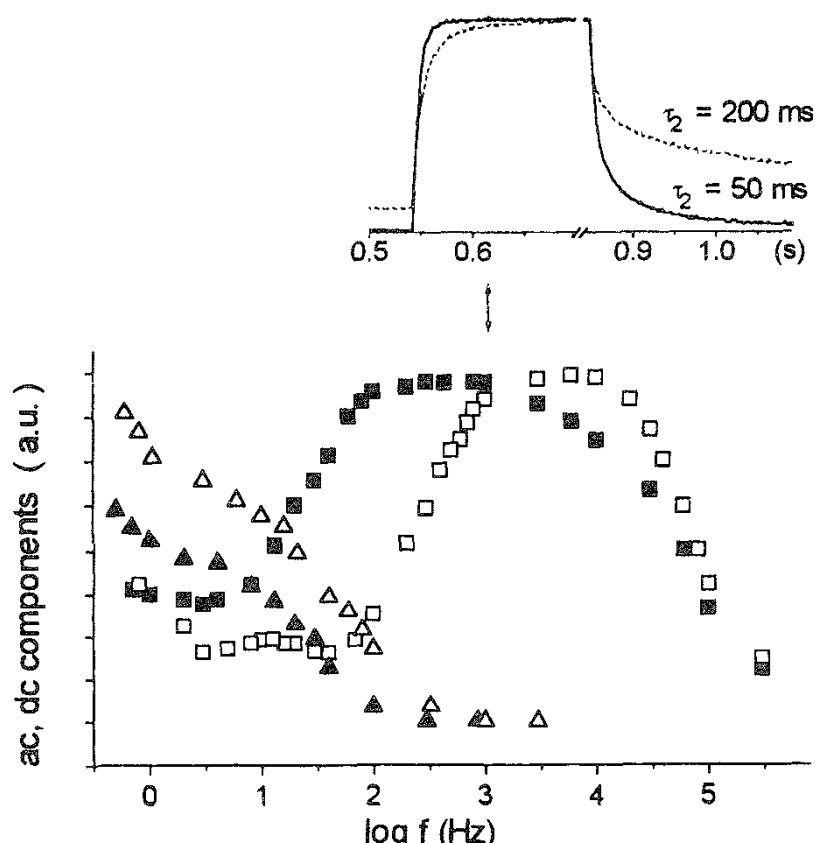 τ2 = 200 ms
τ2 = 50 ms
0.5 0.6 0.9 1.0 (s)
ac, dc components ( a.u. )
0 1 2 3 4 5
log f (Hz)